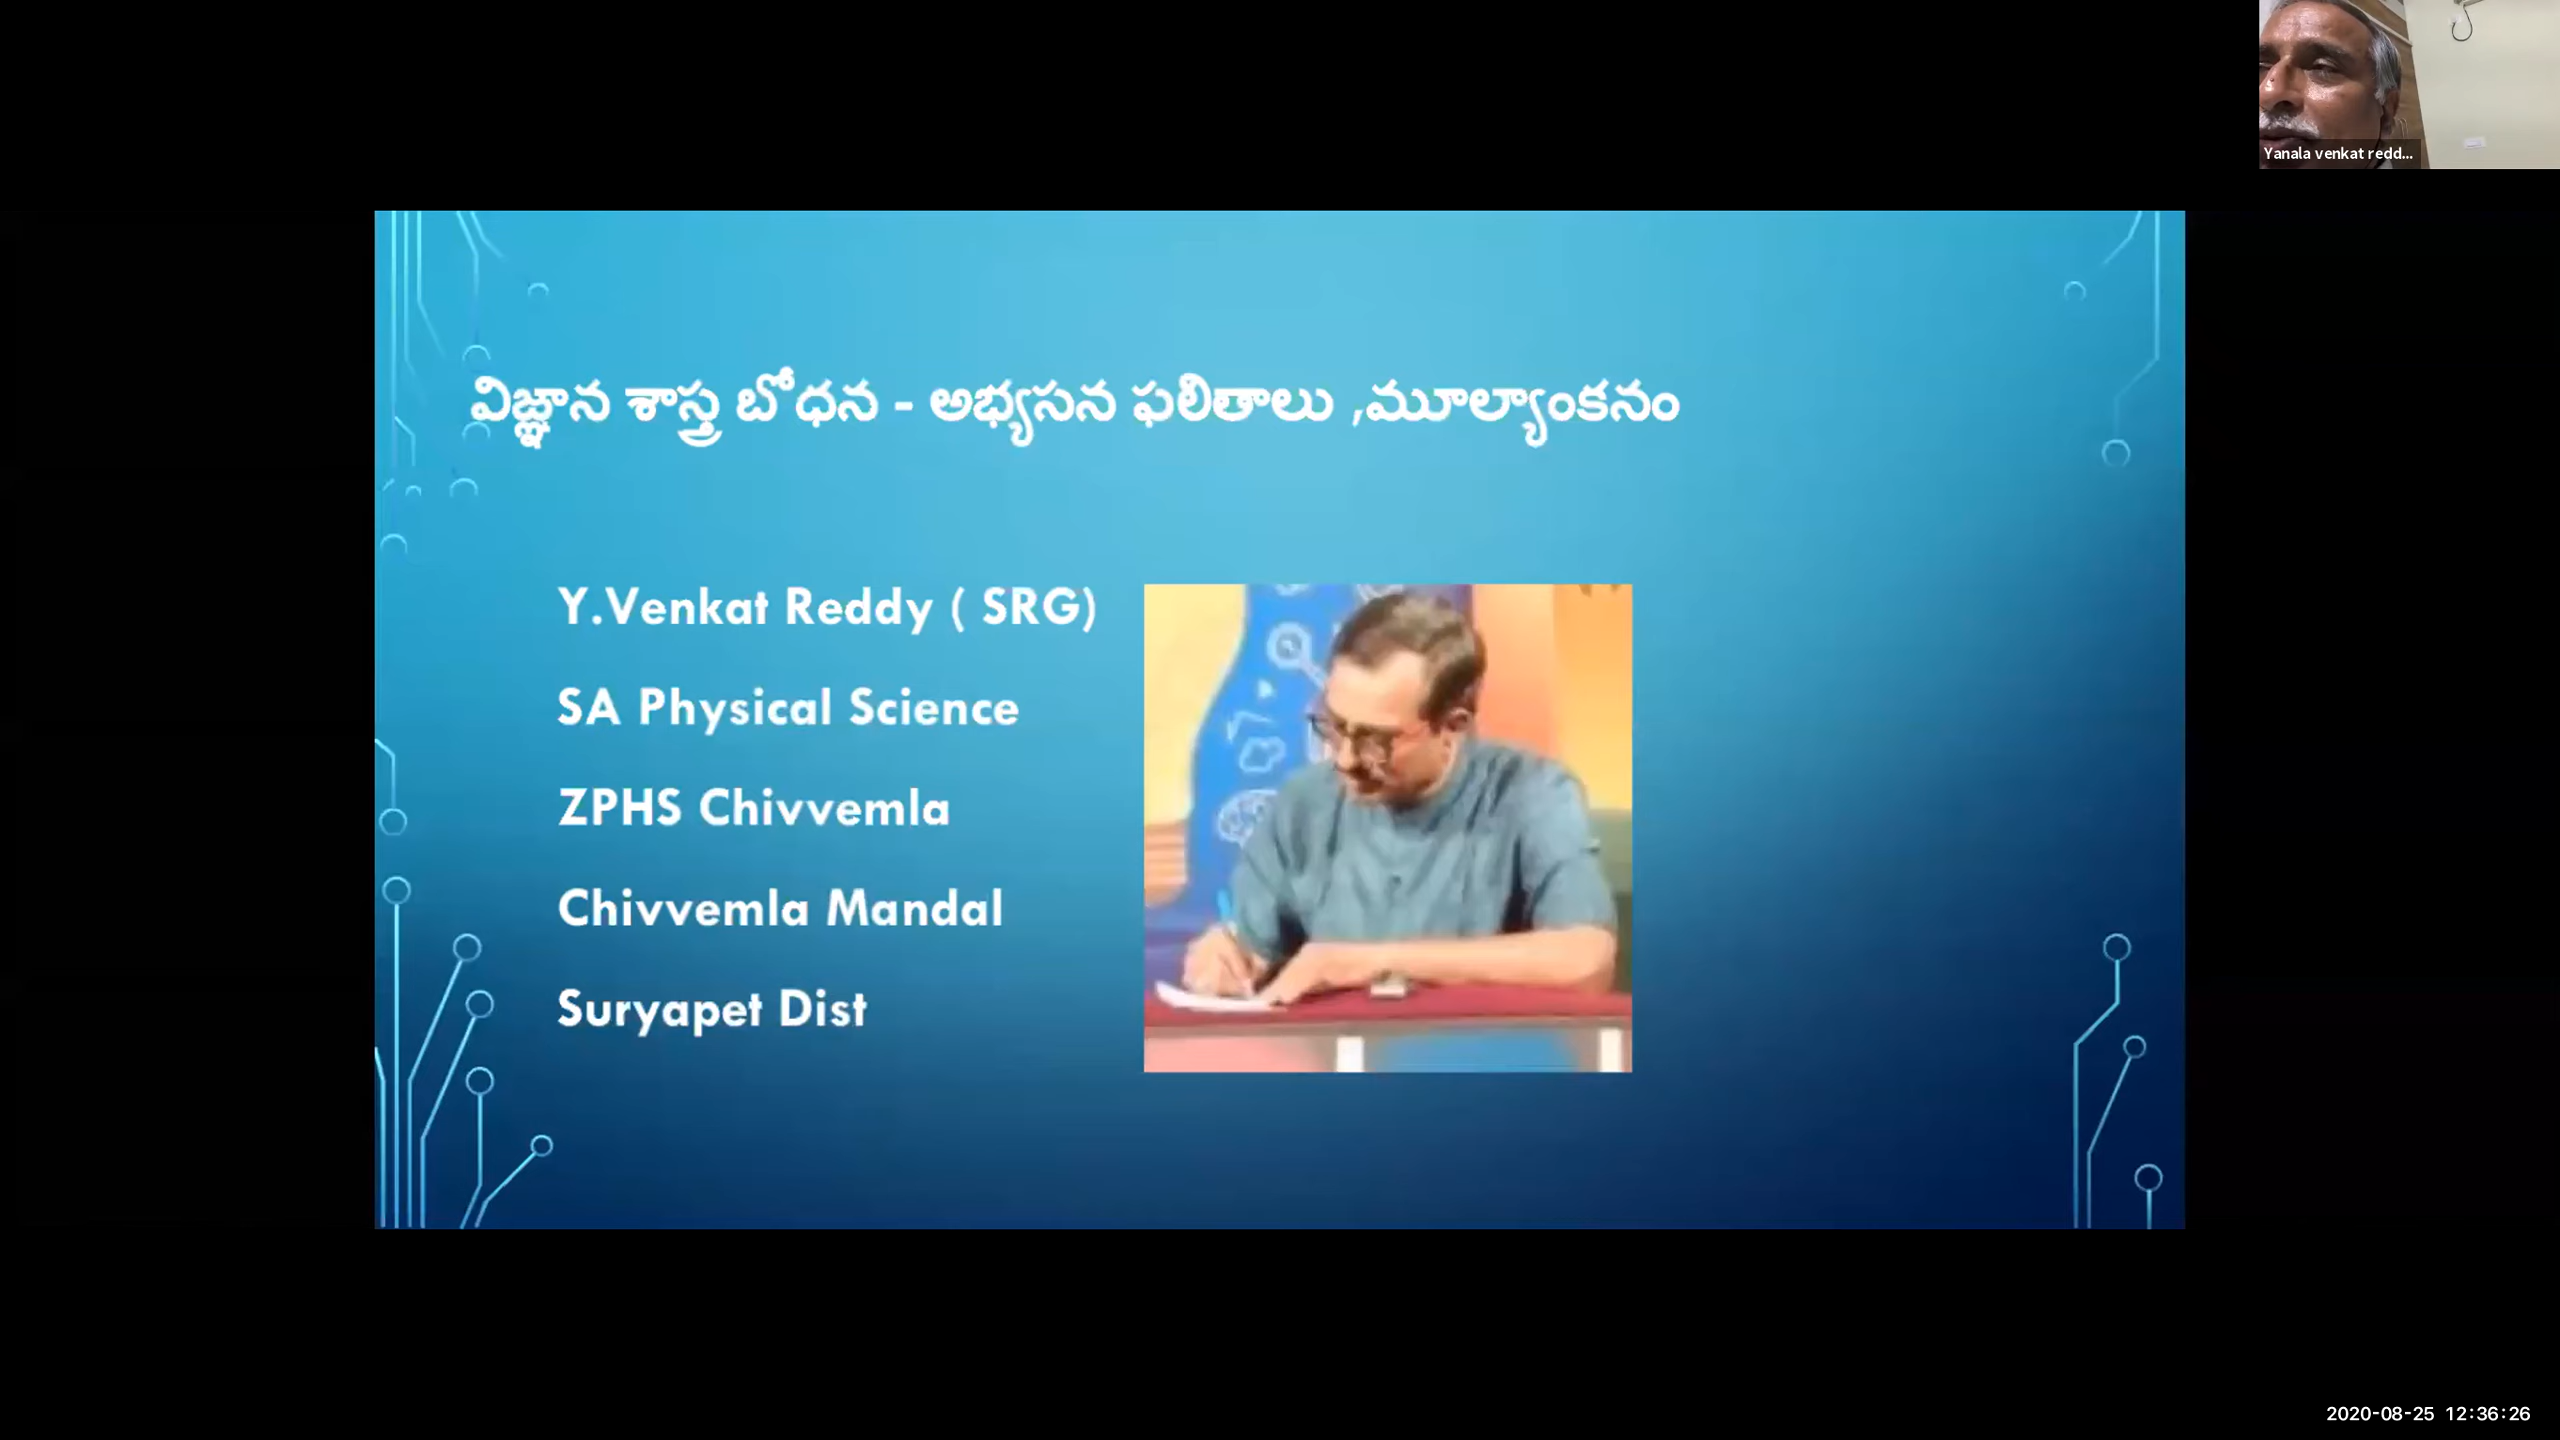 Yanala venkat redd...
విజ్ఞాన శాస్త్ర బోధన - అభ్యసన ఫలితాలు ,మూల్యాంకనం
Y.Venkat Reddy ( SRG)
SA Physical Science
ZPHS Chivvemla
Chivvemla Mandal
Suryapet Dist
2020-08-25 12:36:26